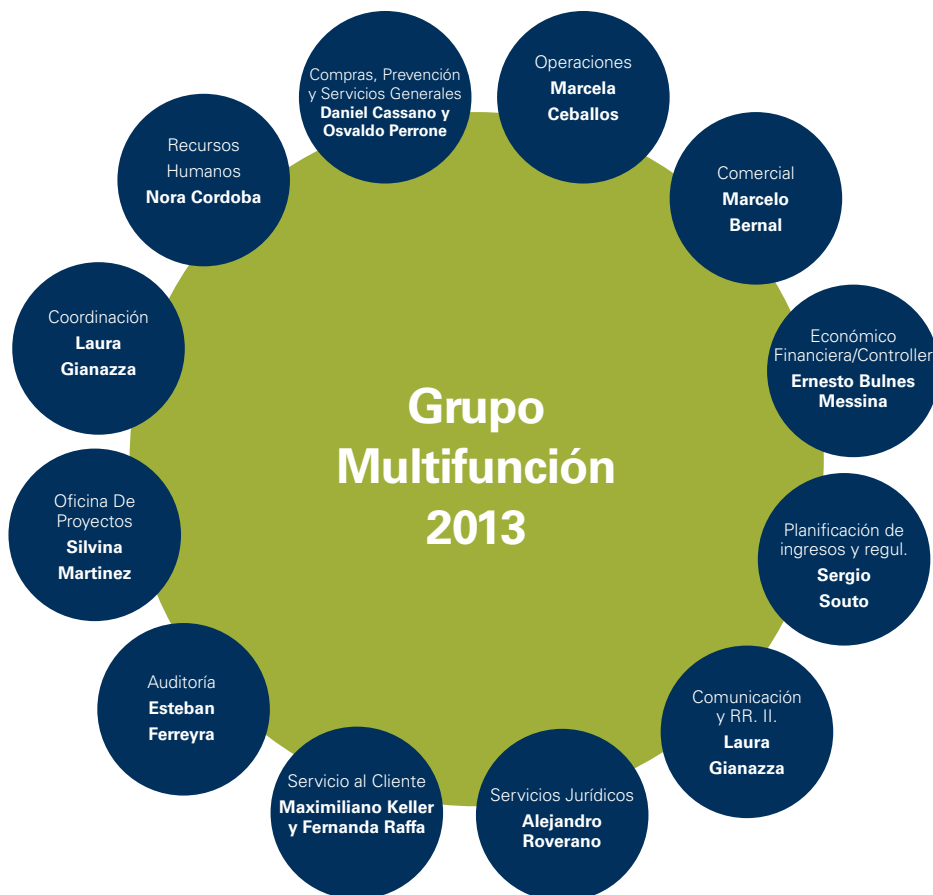 Compras, Prevención
y Servicios Generales
Daniel Cassano y
Osvaldo Perrone
Operaciones
Marcela
Ceballos
Comercial
Marcelo
Bernal
Económico
Financiera/Controller
Ernesto Bulnes
Messina
Planificación de
ingresos y regul.
Sergio
Souto
Comunicación
y RR. II.
Laura
Gianazza
Servicios Jurídicos
Alejandro
Roverano
Servicio al Cliente
Maximiliano Keller
y Fernanda Raffa
Auditoría
Esteban
Ferreyra
Oficina De
Proyectos
Silvina
Martinez
Coordinación
Laura
Gianazza
Recursos
Humanos
Nora Cordoba
Grupo
Multifunción
2013